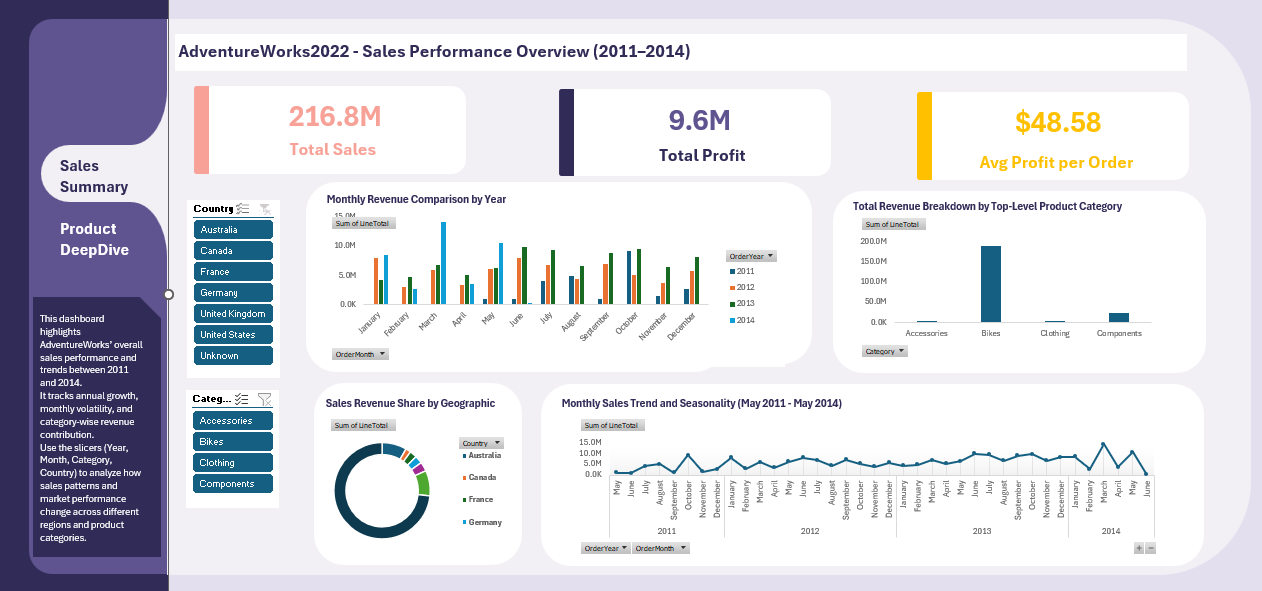 AdventureWorks2022 - Sales Performance Overview (2011–2014)
216.8M
Total Sales
9.6M
Total Profit
$48.58
Avg Profit per Order
Sales
Summary
Product
DeepDive
This dashboard
highlights
AdventureWorks' overall
sales performance and
trends between 2011
and 2014.
It tracks annual growth,
monthly volatility, and
category-wise revenue
contribution.
Use the slicers (Year,
Month, Category,
Country) to analyze how
sales patterns and
market performance
change across different
regions and product
categories.
Country
Australia
Canada
France
Germany
United Kingdom
United States
Unknown
Categ...
Accessories
Bikes
Clothing
Components
Monthly Revenue Comparison by Year
15.0M
Sum of LineTotal
10.0M
5.0M
0.0K
January
February
March
April
May
June
July
August
September
October
November
December
OrderMonth
OrderYear
2011
2012
2013
2014
Total Revenue Breakdown by Top-Level Product Category
Sum of LineTotal
200.0M
150.0M
100.0M
50.0M
0.0K
Accessories
Bikes
Clothing
Components
Category
Sales Revenue Share by Geographic
Sum of LineTotal
Country
Australia
Canada
France
Germany
Monthly Sales Trend and Seasonality (May 2011 - May 2014)
Sum of LineTotal
15.0M
10.0M
5.0M
0.0K
May
June
July
August
September
October
November
December
January
February
March
April
May
June
July
August
September
October
November
December
January
February
March
April
May
June
July
August
September
October
November
December
January
February
March
April
May
June
2011
2012
2013
2014
OrderYear
OrderMonth